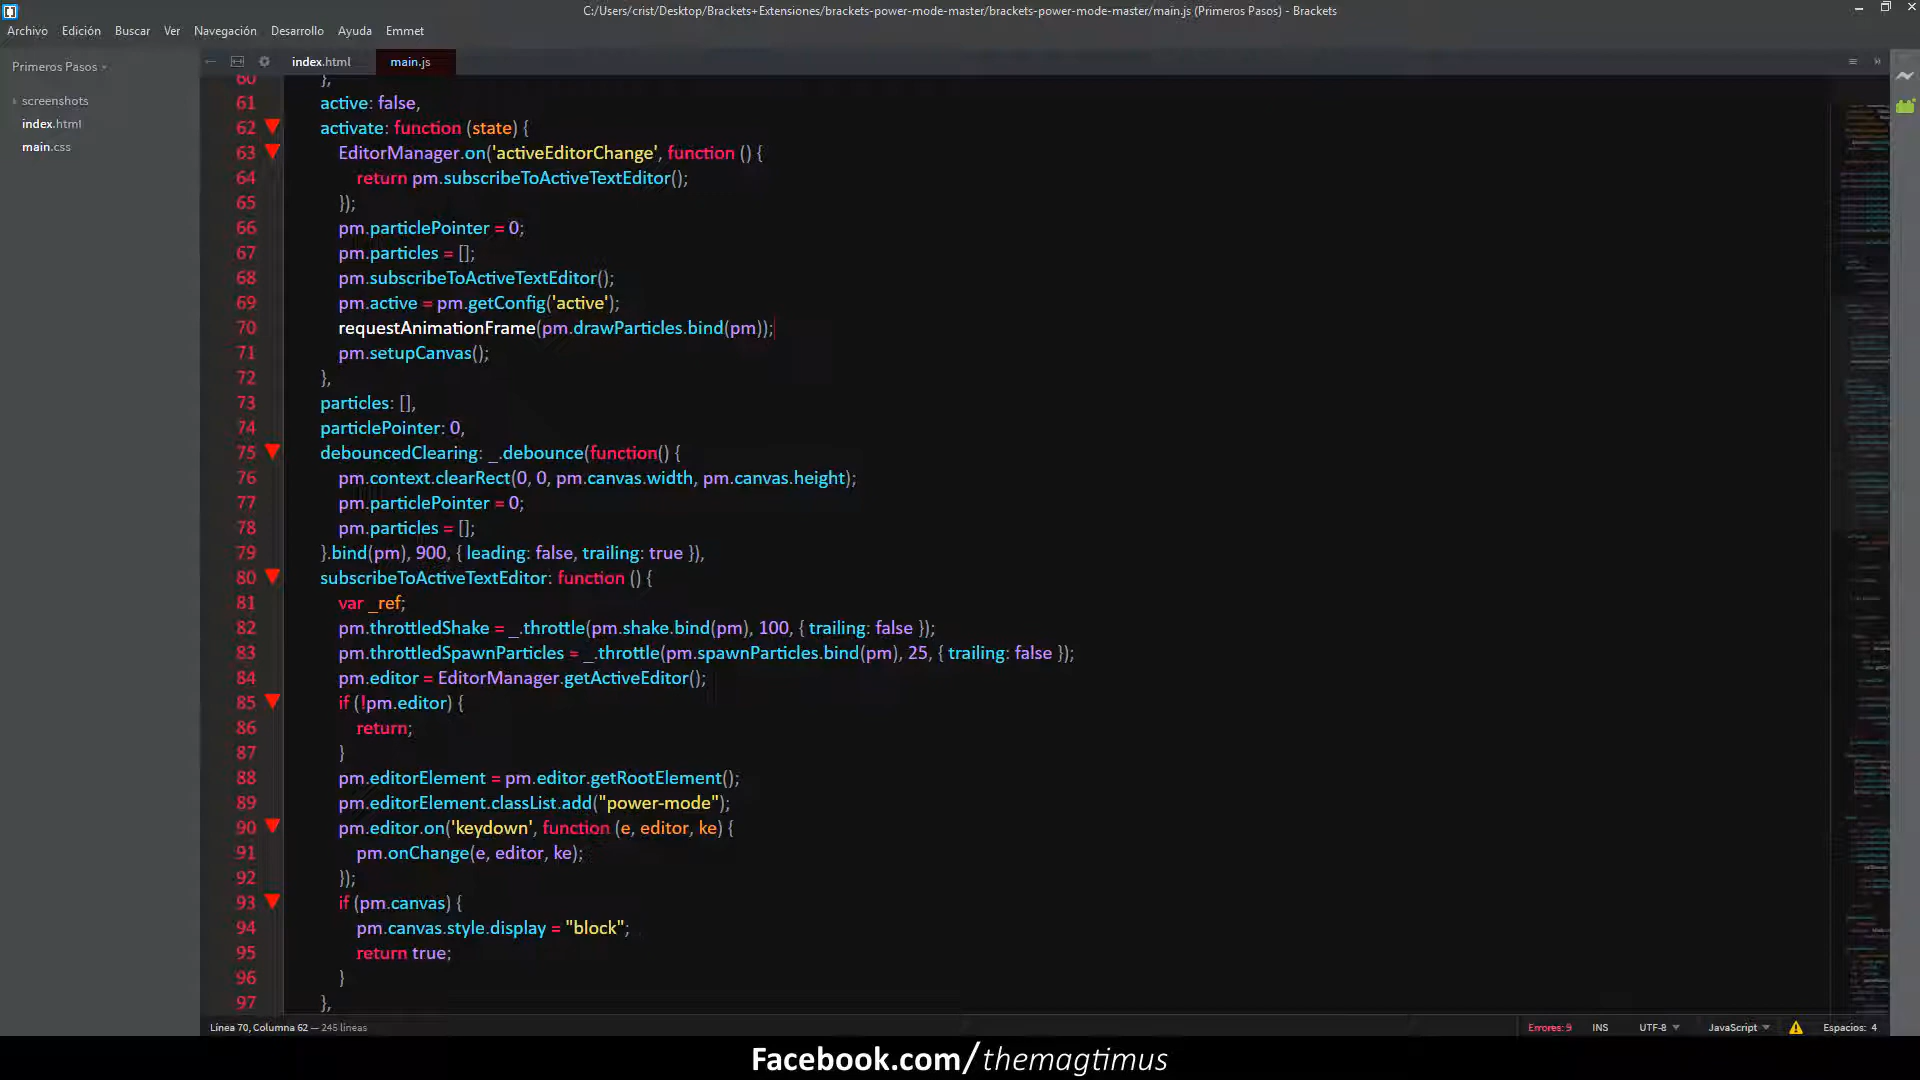 C:/Users/crist/Desktop/Brackets+Extensiones/brackets-power-mode-master/brackets-power-mode-master/main.js (Primeros Pasos) - Brackets
Archivo Edición Buscar Ver Navegación Desarrollo Ayuda Emmet
Primeros Pasos
screenshots
index.html
main.css
index.html main.js
60 },
61 active: false,
62 activate: function (state) {
63 EditorManager.on('activeEditorChange', function () {
64 return pm.subscribeToActiveTextEditor();
65 });
66 pm.particlePointer = 0;
67 pm.particles = [];
68 pm.subscribeToActiveTextEditor();
69 pm.active = pm.getConfig('active');
70 requestAnimationFrame(pm.drawParticles.bind(pm));
71 pm.setupCanvas();
72 },
73 particles: [],
74 particlePointer: 0,
75 debouncedClearing: _.debounce(function() {
76 pm.context.clearRect(0, 0, pm.canvas.width, pm.canvas.height);
77 pm.particlePointer = 0;
78 pm.particles = [];
79 }.bind(pm), 900, { leading: false, trailing: true }),
80 subscribeToActiveTextEditor: function () {
81 var _ref;
82 pm.throttledShake = _.throttle(pm.shake.bind(pm), 100, { trailing: false });
83 pm.throttledSpawnParticles = _.throttle(pm.spawnParticles.bind(pm), 25, { trailing: false });
84 pm.editor = EditorManager.getActiveEditor();
85 if (!pm.editor) {
86 return;
87 }
88 pm.editorElement = pm.editor.getRootElement();
89 pm.editorElement.classList.add("power-mode");
90 pm.editor.on('keydown', function (e, editor, ke) {
91 pm.onChange(e, editor, ke);
92 });
93 if (pm.canvas) {
94 pm.canvas.style.display = "block";
95 return true;
96 }
97 },
Línea 70, Columna 62 — 245 líneas
Errores: 9 INS UTF-8 JavaScript Espacios: 4
Facebook.com/themagtimus